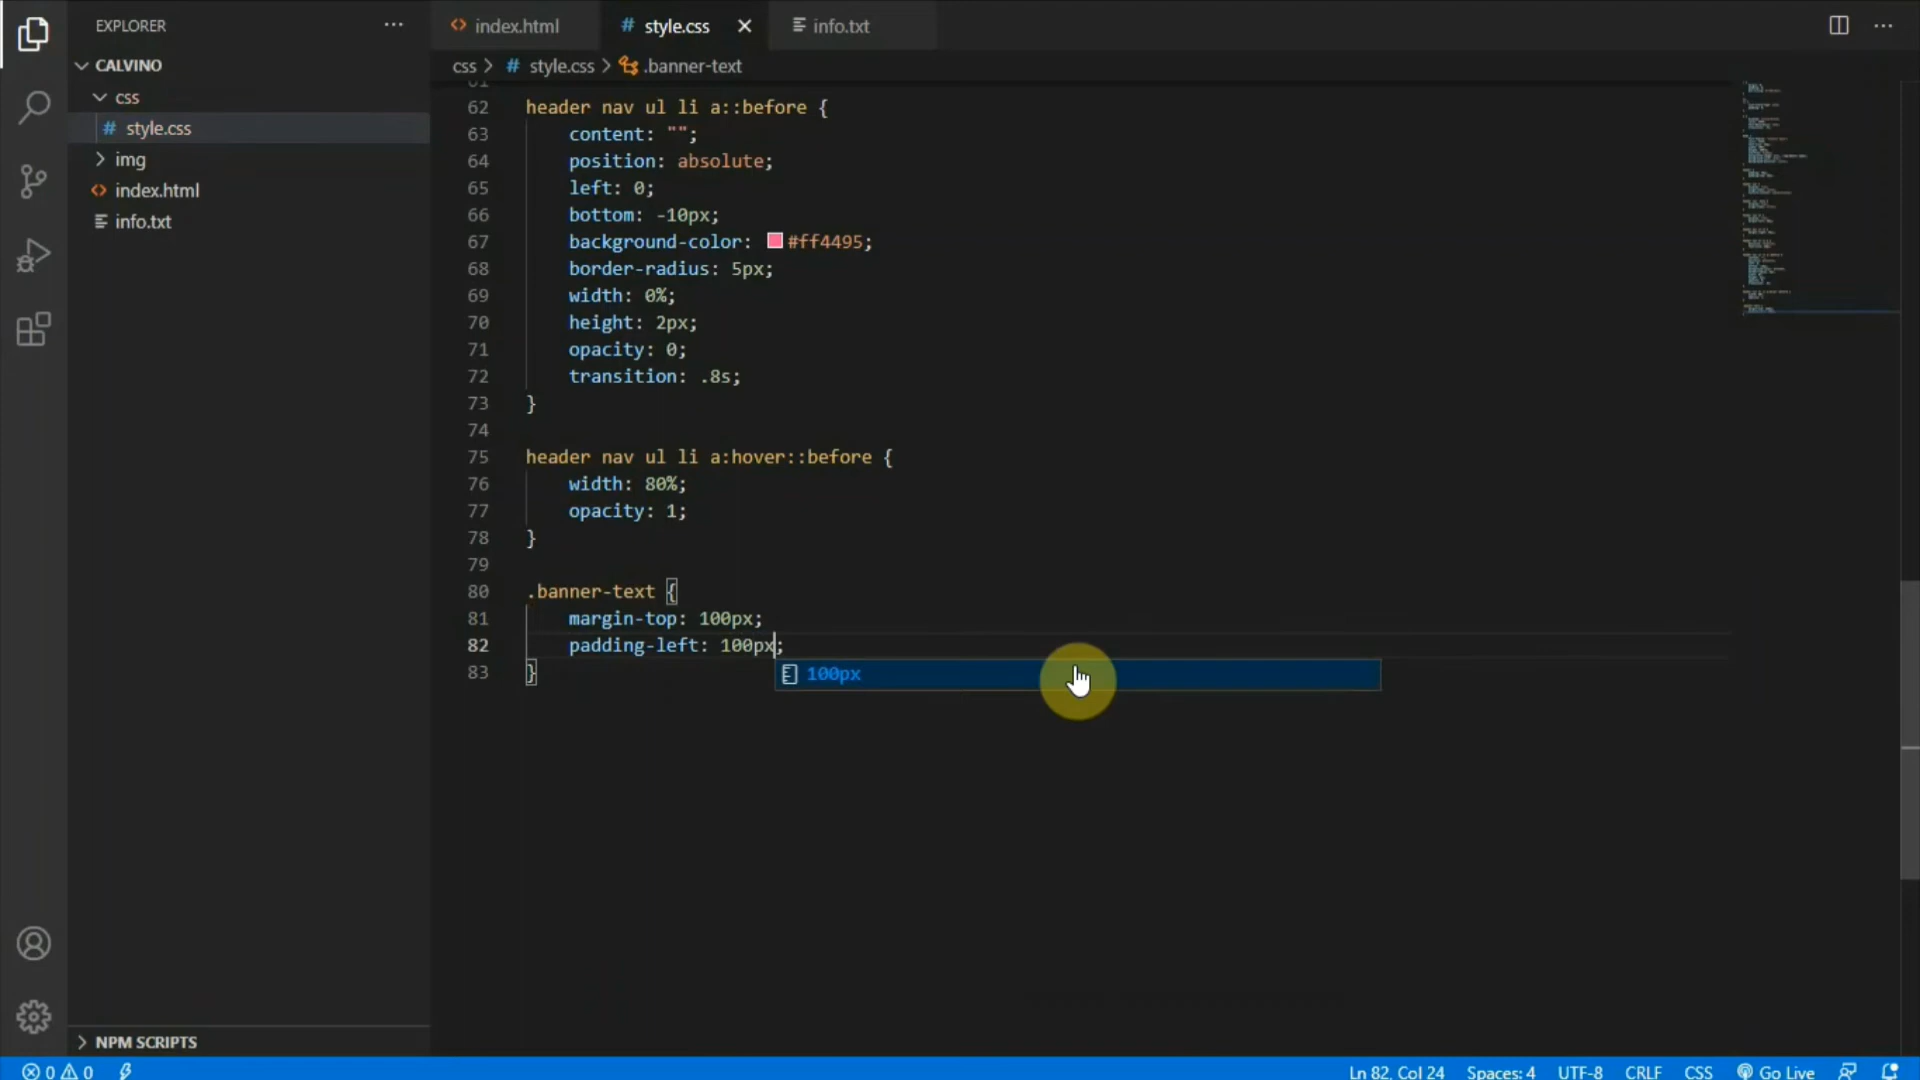 EXPLORER
CALVINO
css
# style.css
img
<> index.html
info.txt
NPM SCRIPTS
<> index.html
# style.css
info.txt
css > # style.css > .banner-text
61
62 header nav ul li a::before {
63 content: "";
64 position: absolute;
65 left: 0;
66 bottom: -10px;
67 background-color: #ff4495;
68 border-radius: 5px;
69 width: 0%;
70 height: 2px;
71 opacity: 0;
72 transition: .8s;
73 }
74
75 header nav ul li a:hover::before {
76 width: 80%;
77 opacity: 1;
78 }
79
80 .banner-text {
81 margin-top: 100px;
82 padding-left: 100px;
83 }
100px
0 0
Ln 82, Col 24 Spaces: 4 UTF-8 CRLF CSS Go Live